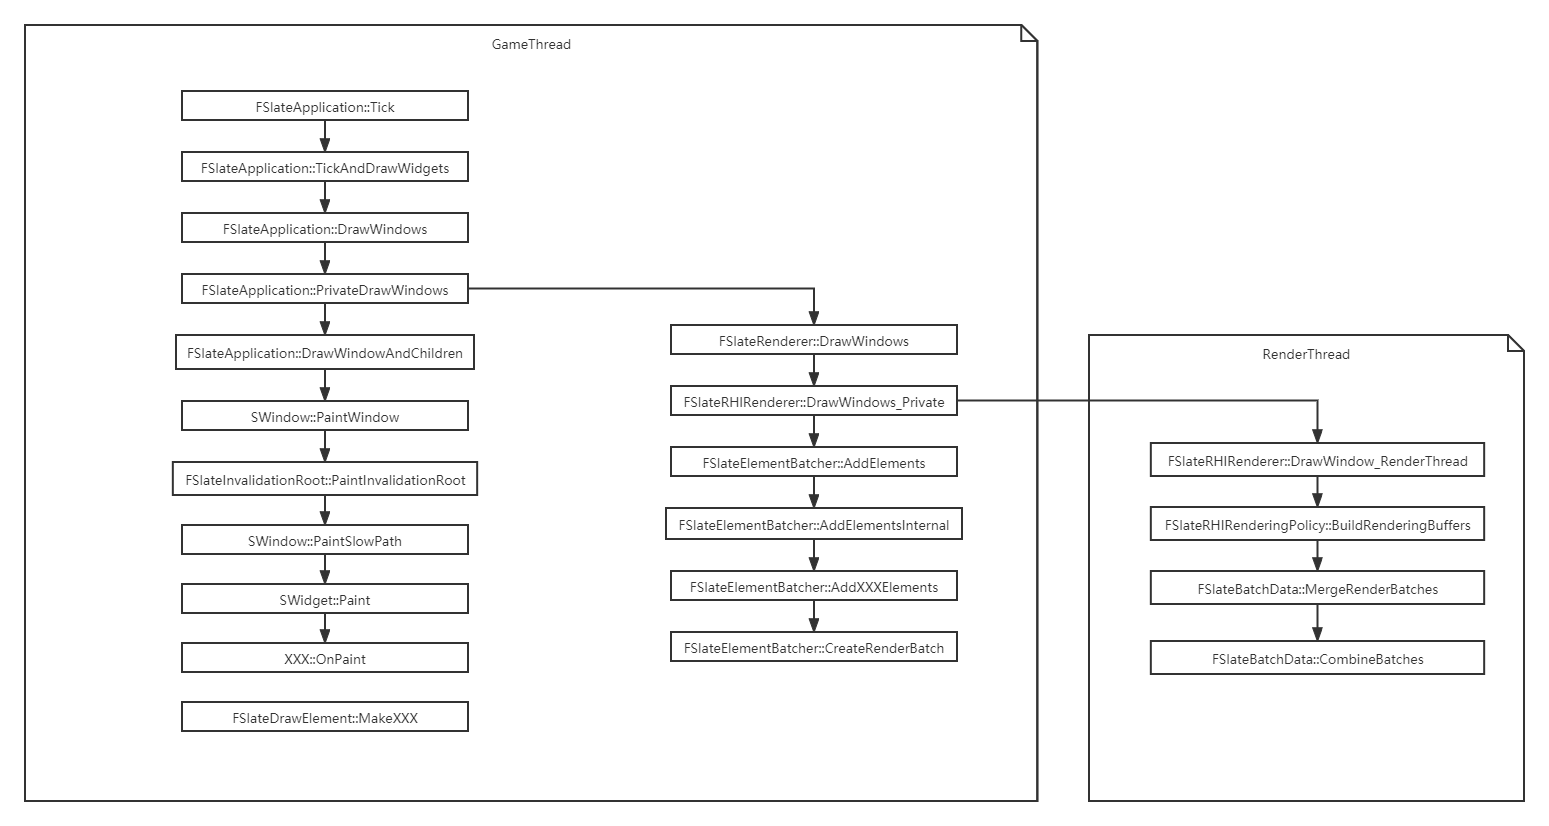 GameThread
FSlateApplication::Tick
FSlateApplication::TickAndDrawWidgets
FSlateApplication::DrawWindows
FSlateApplication::PrivateDrawWindows
FSlateApplication::DrawWindowAndChildren
SWindow::PaintWindow
FSlateInvalidationRoot::PaintInvalidationRoot
SWindow::PaintSlowPath
SWidget::Paint
XXX::OnPaint
FSlateDrawElement::MakeXXX
FSlateRenderer::DrawWindows
FSlateRHIRenderer::DrawWindows_Private
FSlateElementBatcher::AddElements
FSlateElementBatcher::AddElementsInternal
FSlateElementBatcher::AddXXXElements
FSlateElementBatcher::CreateRenderBatch
RenderThread
FSlateRHIRenderer::DrawWindow_RenderThread
FSlateRHIRenderingPolicy::BuildRenderingBuffers
FSlateBatchData::MergeRenderBatches
FSlateBatchData::CombineBatches